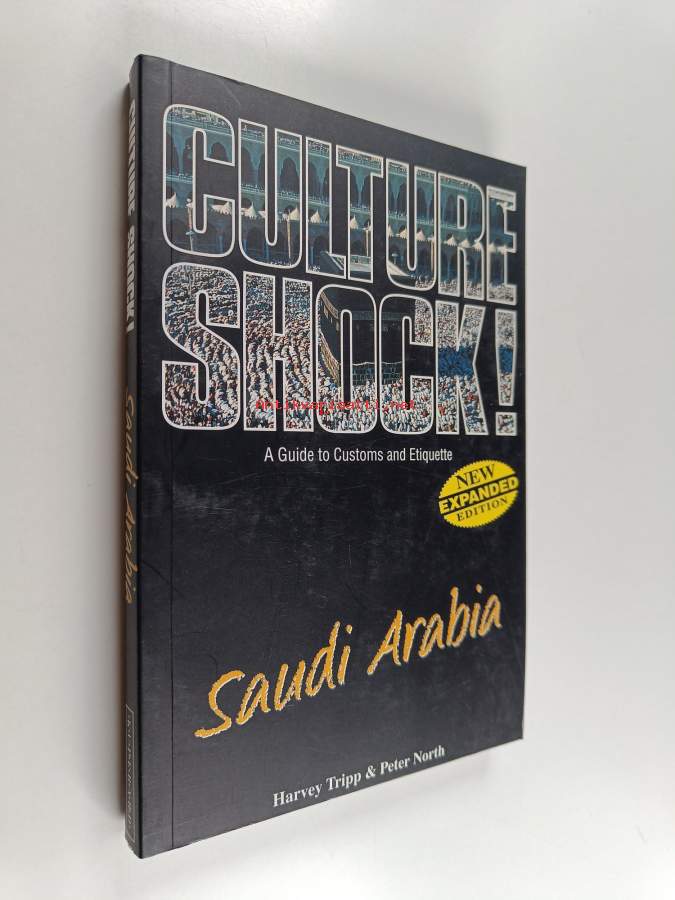 CULTURE
SHOCK!
antikvariaatti.net
A Guide to Customs and Etiquette
NEW
EXPANDED
EDITION
Saudi Arabia
Harvey Tripp & Peter North
CULTURE SHOCK!
Saudi Arabia